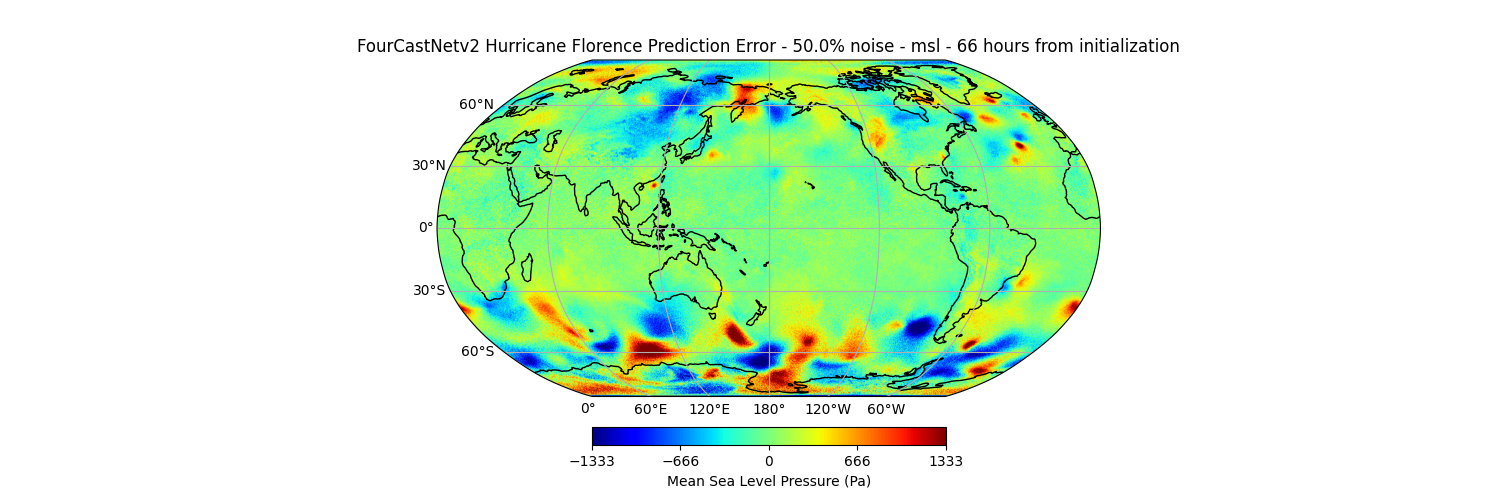 FourCastNetv2 Hurricane Florence Prediction Error - 50.0% noise - msl - 66 hours from initialization
60°N
30°N
0°
30°S
60°S
0° 60°E 120°E 180° 120°W 60°W
−1333 −666 0 666 1333
Mean Sea Level Pressure (Pa)